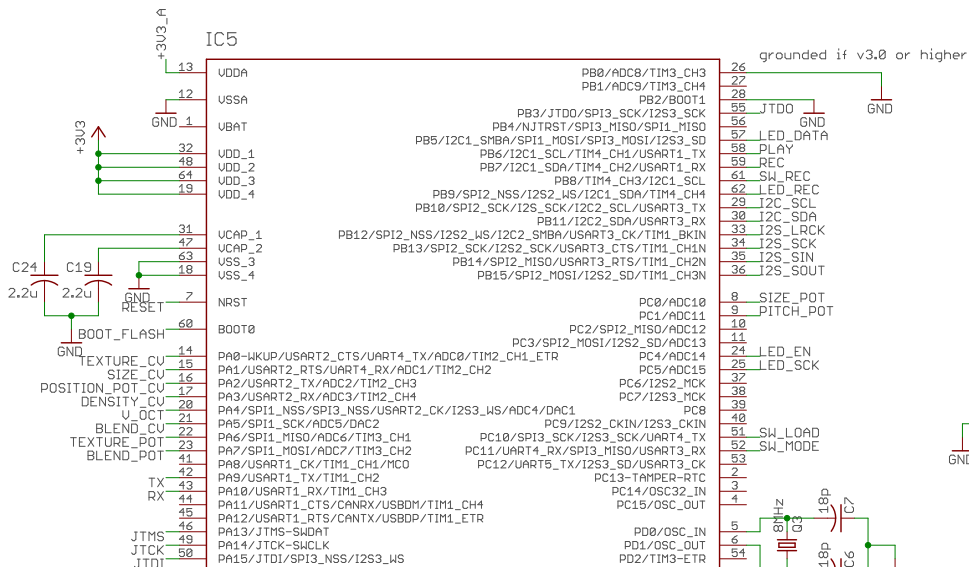 +3V3_A
IC5
grounded if v3.0 or higher
13 VDDA PB0/ADC8/TIM3_CH3 26
PB1/ADC9/TIM3_CH4 27
12 VSSA PB2/BOOT1 28
GND PB3/JTDO/SPI3_SCK/I2S3_SCK 55 JTDO GND GND
1 VBAT PB4/NJTRST/SPI3_MISO/SPI1_MISO 56
+3V3 PB5/I2C1_SMBA/SPI1_MOSI/SPI3_MOSI/I2S3_SD 57 LED_DATA
32 VDD_1 PB6/I2C1_SCL/TIM4_CH1/USART1_TX 58 PLAY
48 VDD_2 PB7/I2C1_SDA/TIM4_CH2/USART1_RX 59 REC
64 VDD_3 PB8/TIM4_CH3/I2C1_SCL 61 SW_REC
19 VDD_4 PB9/SPI2_NSS/I2S2_WS/I2C1_SDA/TIM4_CH4 62 LED_REC
PB10/SPI2_SCK/I2S_SCK/I2C2_SCL/USART3_TX 29 I2C_SCL
PB11/I2C2_SDA/USART3_RX 30 I2C_SDA
31 VCAP_1 PB12/SPI2_NSS/I2S2_WS/I2C2_SMBA/USART3_CK/TIM1_BKIN 33 I2S_LRCK
47 VCAP_2 PB13/SPI2_SCK/I2S2_SCK/USART3_CTS/TIM1_CH1N 34 I2S_SCK
63 VSS_3 PB14/SPI2_MISO/USART3_RTS/TIM1_CH2N 35 I2S_SIN
C24 C19 18 VSS_4 PB15/SPI2_MOSI/I2S2_SD/TIM1_CH3N 36 I2S_SOUT
2.2u 2.2u GND
RESET 7 NRST PC0/ADC10 8 SIZE_POT
PC1/ADC11 9 PITCH_POT
BOOT_FLASH 60 BOOT0 PC2/SPI2_MISO/ADC12 10
GND PC3/SPI2_MOSI/I2S2_SD/ADC13 11
TEXTURE_CV 14 PA0-WKUP/USART2_CTS/UART4_TX/ADC0/TIM2_CH1_ETR PC4/ADC14 24 LED_EN
SIZE_CV 15 PA1/USART2_RTS/UART4_RX/ADC1/TIM2_CH2 PC5/ADC15 25 LED_SCK
POSITION_POT_CV 16 PA2/USART2_TX/ADC2/TIM2_CH3 PC6/I2S2_MCK 37
DENSITY_CV 17 PA3/USART2_RX/ADC3/TIM2_CH4 PC7/I2S3_MCK 38
V_OCT 20 PA4/SPI1_NSS/SPI3_NSS/USART2_CK/I2S3_WS/ADC4/DAC1 PC8 39
BLEND_CV 21 PA5/SPI1_SCK/ADC5/DAC2 PC9/I2S2_CKIN/I2S3_CKIN 40
TEXTURE_POT 22 PA6/SPI1_MISO/ADC6/TIM3_CH1 PC10/SPI3_SCK/I2S3_SCK/UART4_TX 51 SW_LOAD
BLEND_POT 23 PA7/SPI1_MOSI/ADC7/TIM3_CH2 PC11/UART4_RX/SPI3_MISO/USART3_RX 52 SW_MODE
41 PA8/USART1_CK/TIM1_CH1/MCO PC12/UART5_TX/I2S3_SD/USART3_CK 53 GND
TX 42 PA9/USART1_TX/TIM1_CH2 PC13-TAMPER-RTC 2
RX 43 PA10/USART1_RX/TIM1_CH3 PC14/OSC32_IN 3
44 PA11/USART1_CTS/CANRX/USBDM/TIM1_CH4 PC15/OSC_OUT 4
45 PA12/USART1_RTS/CANTX/USBDP/TIM1_ETR 8MHz Q3 18p C7
JTMS 46 PA13/JTMS-SWDAT PD0/OSC_IN 5
JTCK 49 PA14/JTCK-SWCLK PD1/OSC_OUT 6
JTDI 50 PA15/JTDI/SPI3_NSS/I2S3_WS PD2/TIM3-ETR 54 18p C6